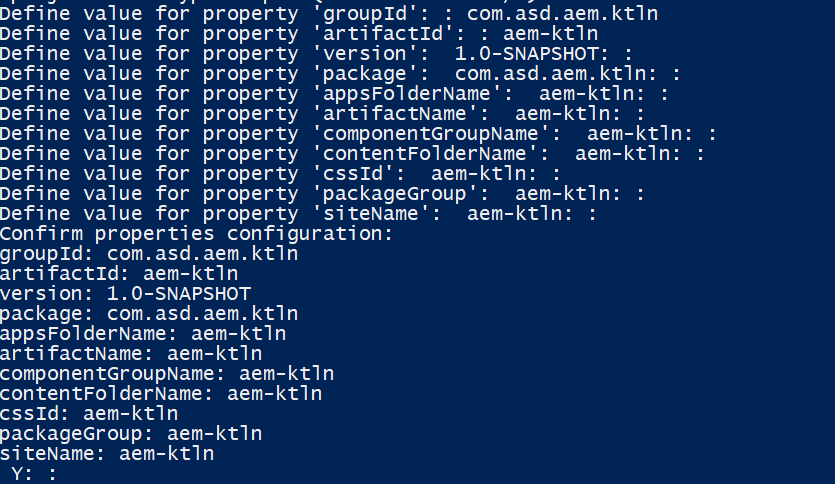 Define value for property 'groupId': : com.asd.aem.ktln
Define value for property 'artifactId': : aem-ktln
Define value for property 'version':  1.0-SNAPSHOT: :
Define value for property 'package':  com.asd.aem.ktln: :
Define value for property 'appsFolderName':  aem-ktln: :
Define value for property 'artifactName':  aem-ktln: :
Define value for property 'componentGroupName':  aem-ktln: :
Define value for property 'contentFolderName':  aem-ktln: :
Define value for property 'cssId':  aem-ktln: :
Define value for property 'packageGroup':  aem-ktln: :
Define value for property 'siteName':  aem-ktln: :
Confirm properties configuration:
groupId: com.asd.aem.ktln
artifactId: aem-ktln
version: 1.0-SNAPSHOT
package: com.asd.aem.ktln
appsFolderName: aem-ktln
artifactName: aem-ktln
componentGroupName: aem-ktln
contentFolderName: aem-ktln
cssId: aem-ktln
packageGroup: aem-ktln
siteName: aem-ktln
 Y: :